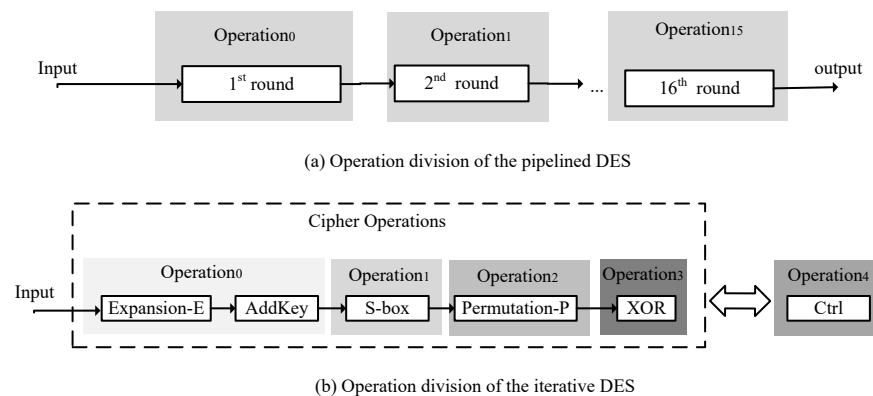 Operation0
Operation1
Operation15
Input
1st round
2nd round
...
16th round
output
(a) Operation division of the pipelined DES
Cipher Operations
Operation0
Operation1
Operation2
Operation3
Operation4
Input
Expansion-E
AddKey
S-box
Permutation-P
XOR
Ctrl
(b) Operation division of the iterative DES